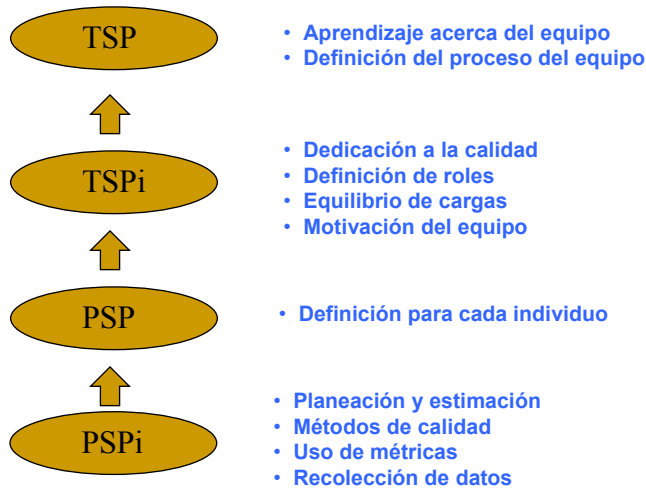 TSP
• Aprendizaje acerca del equipo
• Definición del proceso del equipo
TSPi
• Dedicación a la calidad
• Definición de roles
• Equilibrio de cargas
• Motivación del equipo
PSP
• Definición para cada individuo
PSPi
• Planeación y estimación
• Métodos de calidad
• Uso de métricas
• Recolección de datos